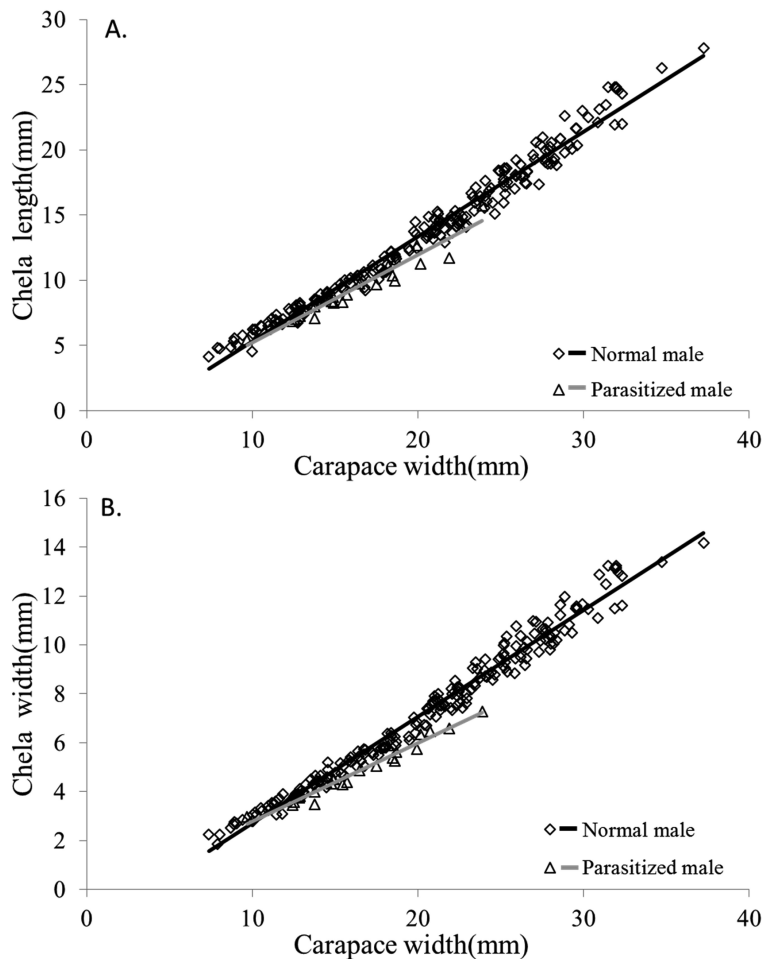 A.
30
25
20
15
10
5
0
Chela length(mm)
Normal male
Parasitized male
0 10 20 30 40
Carapace width(mm)
B.
16
14
12
10
8
6
4
2
0
Chela width(mm)
Normal male
Parasitized male
0 10 20 30 40
Carapace width(mm)